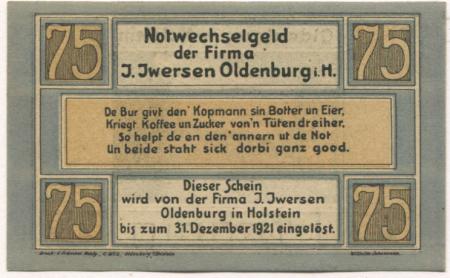 75
Notwechselgeld
der Firma
J. Jwersen Oldenburg i. H.
75
De Bur givt den' Kopmann sin Botter un Eier,
Kriegt Koffee un Zucker von'n Tütendreiher.
So helpt de en den' annern ut de Not
Un beide staht sick dorbi ganz good.
75
Dieser Schein
wird von der Firma J. Jwersen
Oldenburg in Holstein
bis zum 31. Dezember 1921 eingelöst.
75